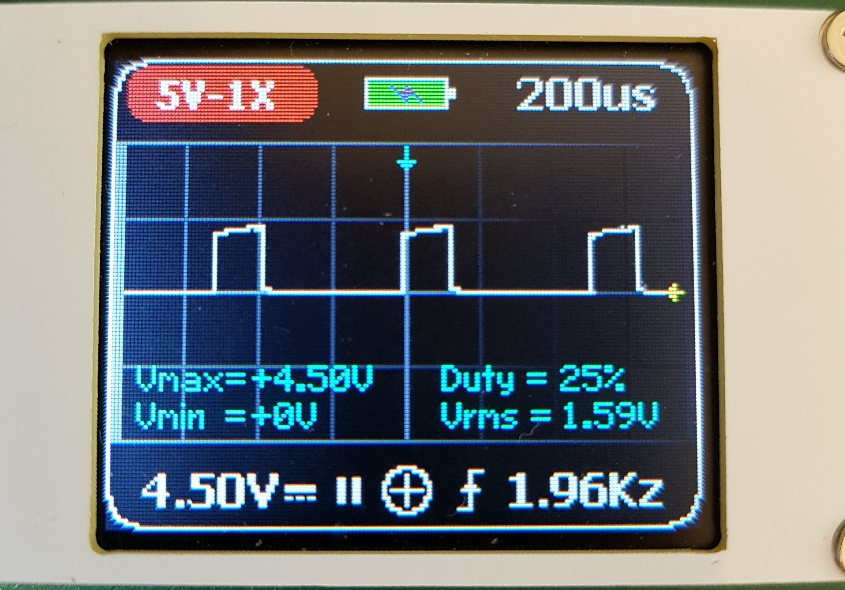 5V-1X 200us
Vmax=+4.50V Duty = 25%
Vmin =+0V Vrms = 1.59V
4.50V 1.96Kz